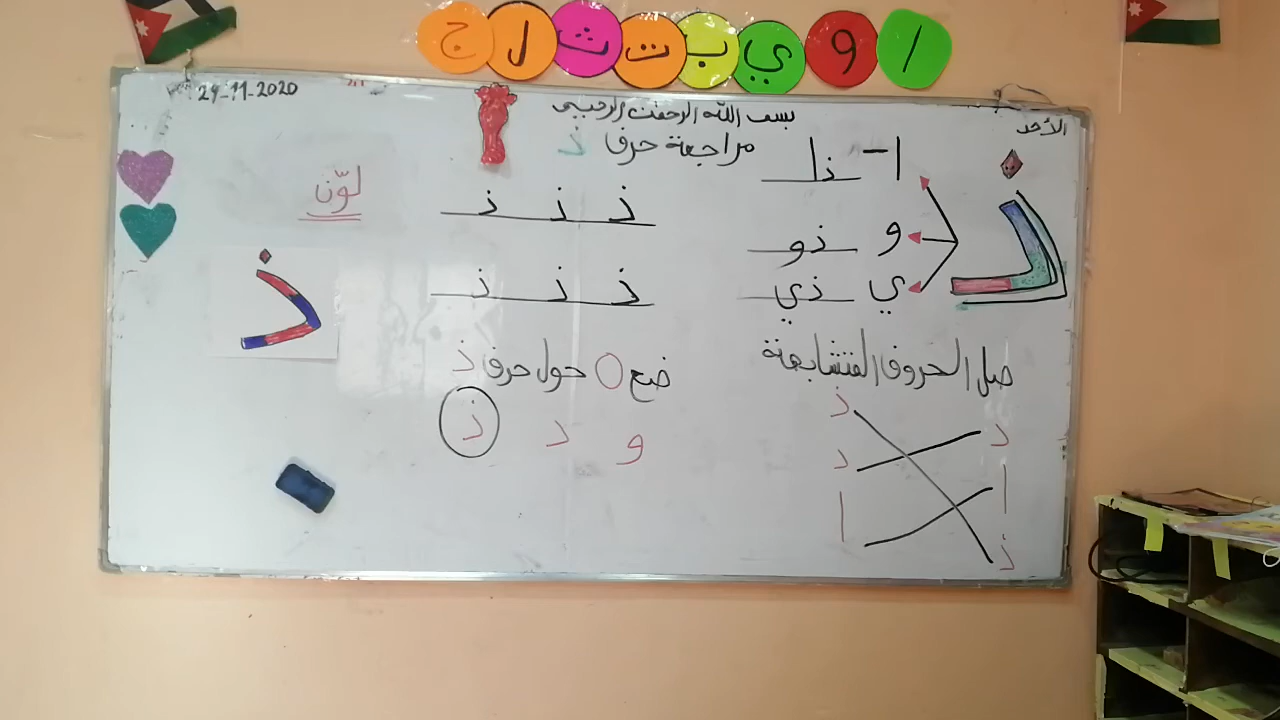 ا و ي ب ت ث ل ج
الأحد
29-11-2020
بسم الله الرحمن الرحيم
مراجعة حرف ذ
ذ
ا - ذا
و ذو
ي ذي
ذ ذ ذ
ذ ذ ذ
لوّن
ذ
صل الحروف المتشابهة
د ذ
ا د
ذ ا
ضع O حول حرف ذ
و د ذ